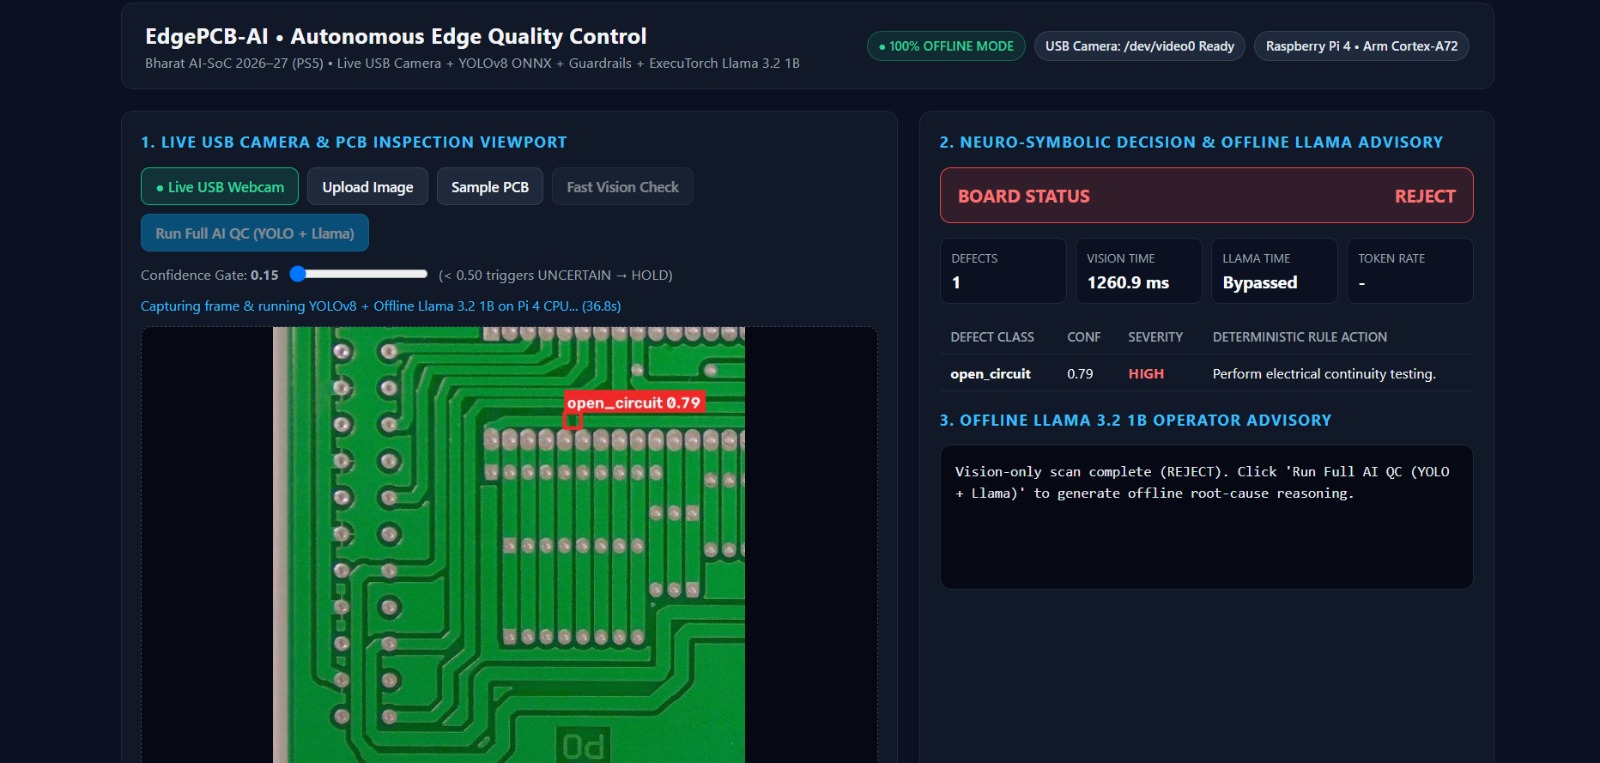 EdgePCB-AI • Autonomous Edge Quality Control
Bharat AI-SoC 2026–27 (PS5) • Live USB Camera + YOLOv8 ONNX + Guardrails + ExecuTorch Llama 3.2 1B
● 100% OFFLINE MODE
USB Camera: /dev/video0 Ready
Raspberry Pi 4 • Arm Cortex-A72
1. LIVE USB CAMERA & PCB INSPECTION VIEWPORT
● Live USB Webcam
Upload Image
Sample PCB
Fast Vision Check
Run Full AI QC (YOLO + Llama)
Confidence Gate: 0.15
(< 0.50 triggers UNCERTAIN → HOLD)
Capturing frame & running YOLOv8 + Offline Llama 3.2 1B on Pi 4 CPU... (36.8s)
open_circuit 0.79
Pd
2. NEURO-SYMBOLIC DECISION & OFFLINE LLAMA ADVISORY
BOARD STATUS REJECT
DEFECTS
1
VISION TIME
1260.9 ms
LLAMA TIME
Bypassed
TOKEN RATE
-
DEFECT CLASS CONF SEVERITY DETERMINISTIC RULE ACTION
open_circuit 0.79 HIGH Perform electrical continuity testing.
3. OFFLINE LLAMA 3.2 1B OPERATOR ADVISORY
Vision-only scan complete (REJECT). Click 'Run Full AI QC (YOLO
+ Llama)' to generate offline root-cause reasoning.